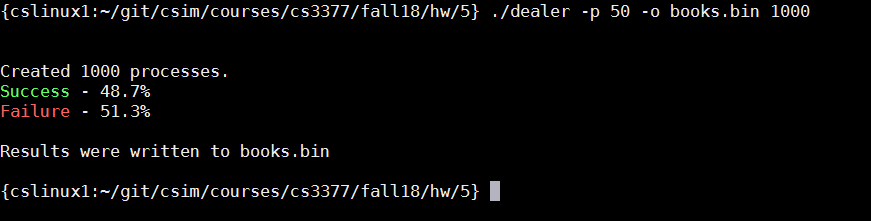 {cslinux1:~/git/csim/courses/cs3377/fall18/hw/5} ./dealer -p 50 -o books.bin 1000
Created 1000 processes.
Success - 48.7%
Failure - 51.3%
Results were written to books.bin
{cslinux1:~/git/csim/courses/cs3377/fall18/hw/5}